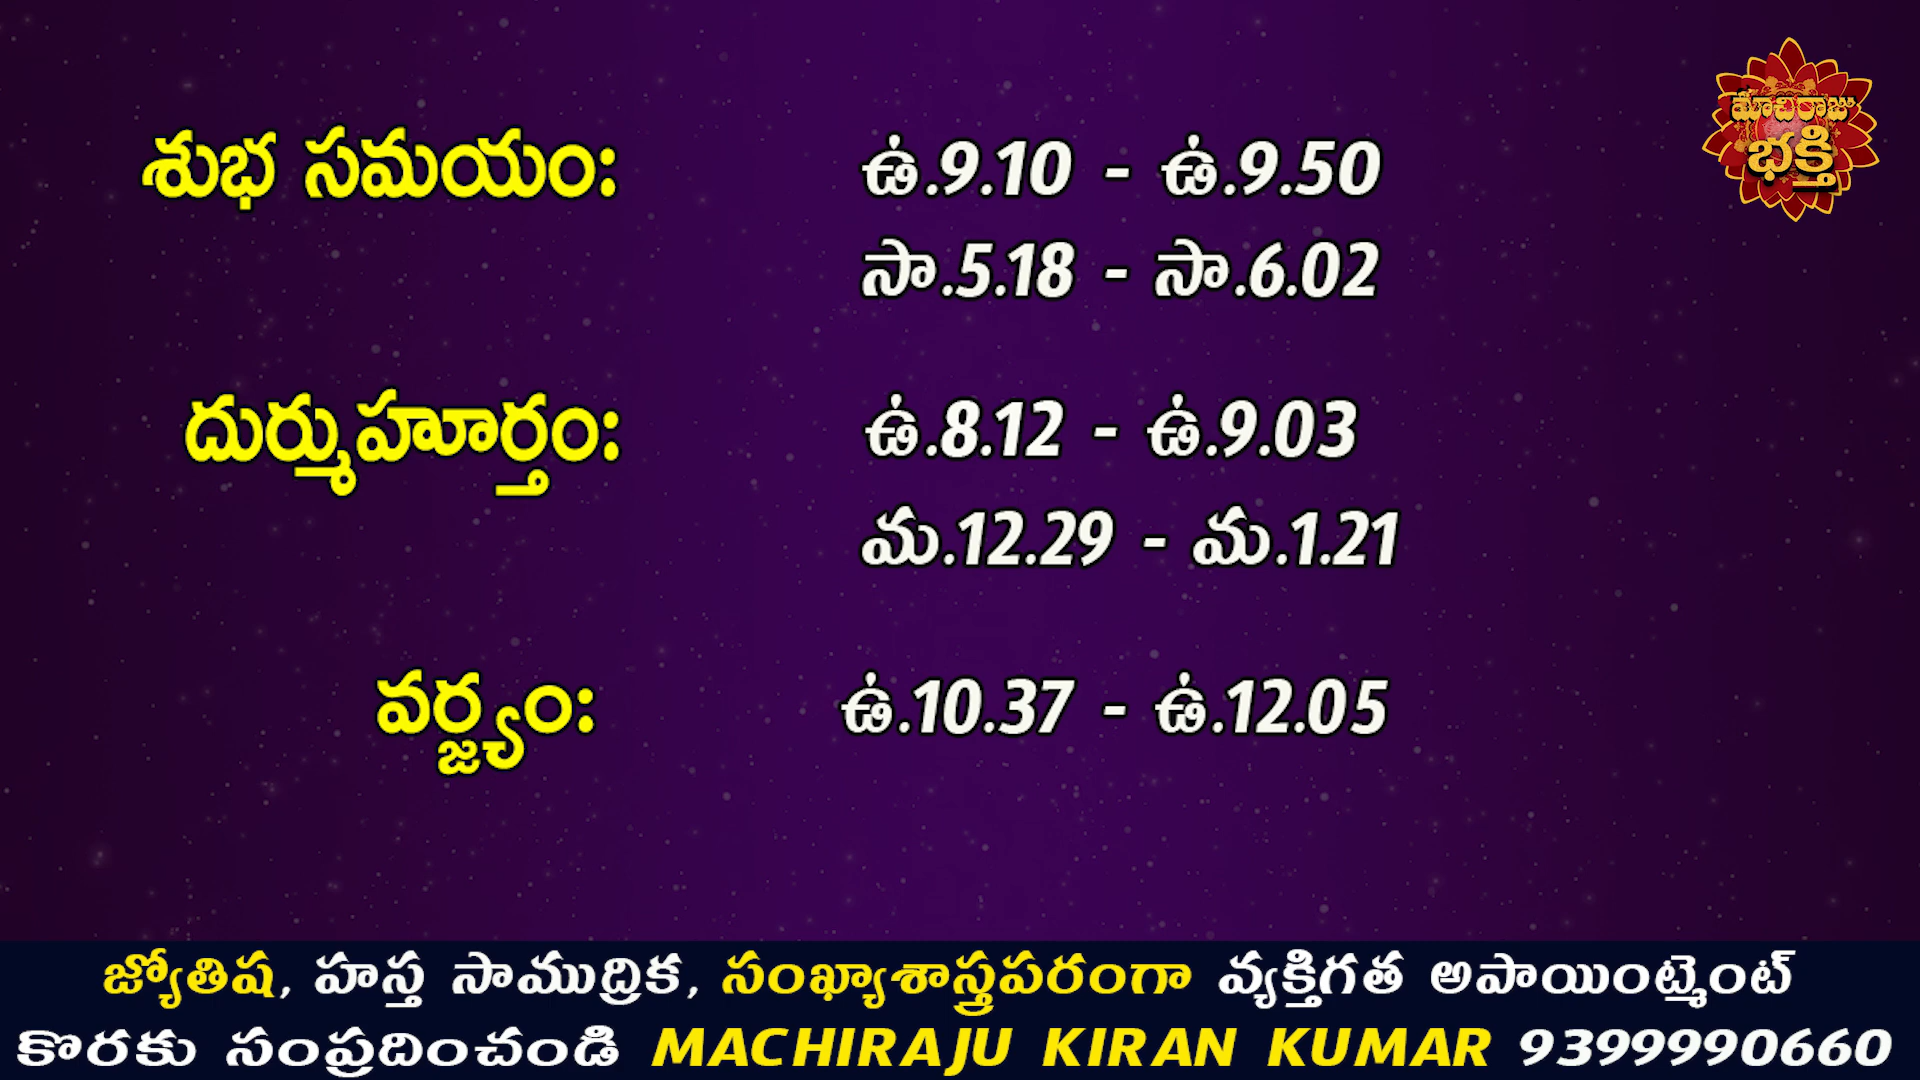 మాచిరాజు
భక్తి
శుభ సమయం: ఉ.9.10 - ఉ.9.50
సా.5.18 - సా.6.02
దుర్ముహూర్తం: ఉ.8.12 - ఉ.9.03
మ.12.29 - మ.1.21
వర్జ్యం: ఉ.10.37 - ఉ.12.05
జ్యోతిష, హస్త సాముద్రిక, సంఖ్యాశాస్త్రపరంగా వ్యక్తిగత అపాయింట్మెంట్
కొరకు సంప్రదించండి MACHIRAJU KIRAN KUMAR 9399990660